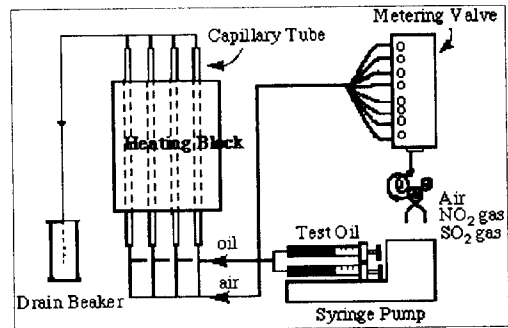 Metering Valve
Capillary Tube
Heating Block
Air
NO₂ gas
SO₂ gas
Test Oil
oil
air
Drain Beaker
Syringe Pump